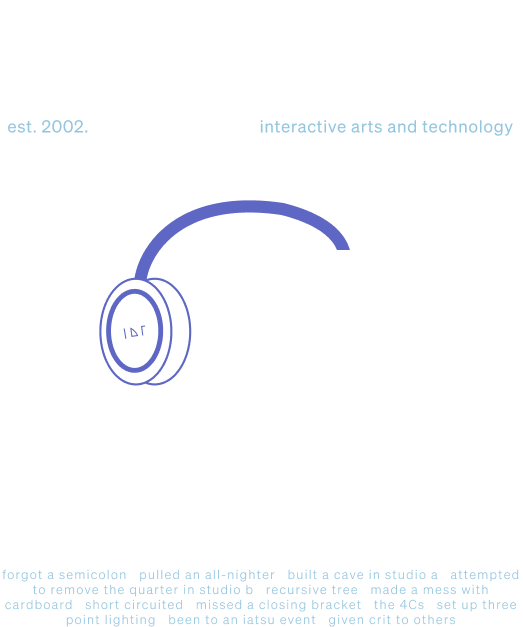 est. 2002. interactive arts and technology
forgot a semicolon pulled an all-nighter built a cave in studio a attempted
to remove the quarter in studio b recursive tree made a mess with
cardboard short circuited missed a closing bracket the 4Cs set up three
point lighting been to an iatsu event given crit to others